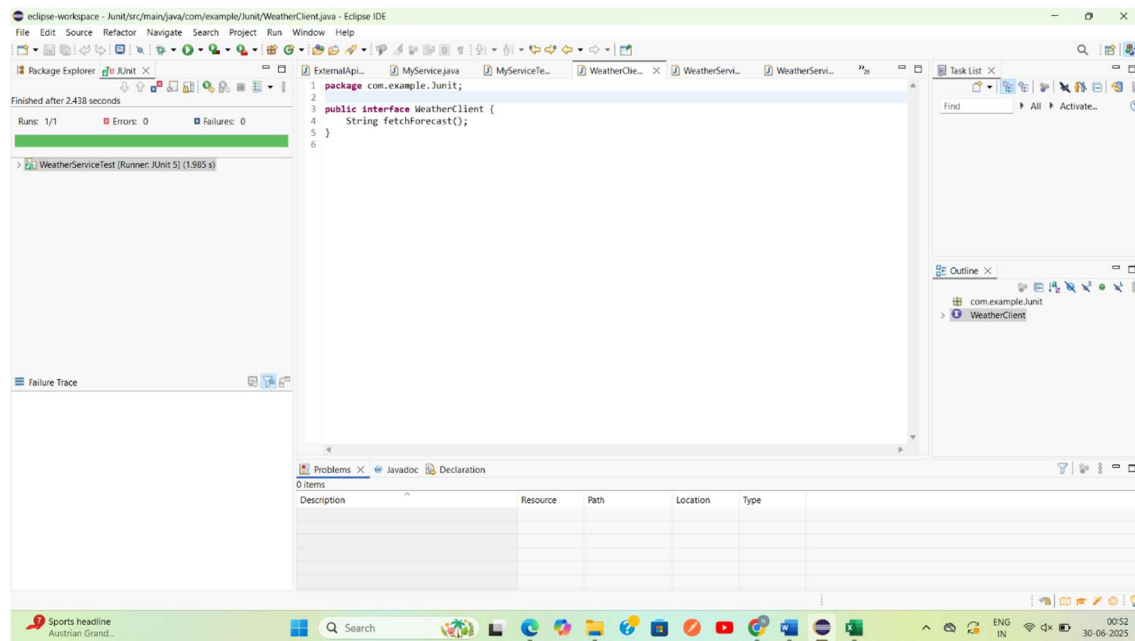 eclipse-workspace - Junit/src/main/java/com/example/Junit/WeatherClient.java - Eclipse IDE
File Edit Source Refactor Navigate Search Project Run Window Help
Package Explorer JUnit
ExternalApi... MyService.java MyServiceTe... WeatherClie... WeatherServi... WeatherServi... »26
Task List
Finished after 2.438 seconds
Runs: 1/1 Errors: 0 Failures: 0
WeatherServiceTest [Runner: JUnit 5] (1.985 s)
1 package com.example.Junit;
2
3 public interface WeatherClient {
4 String fetchForecast();
5 }
6
Find All Activate...
Outline
com.example.Junit
WeatherClient
Failure Trace
Problems Javadoc Declaration
0 items
Description Resource Path Location Type
Sports headline
Austrian Grand...
Search
ENG
IN
00:52
30-06-2025